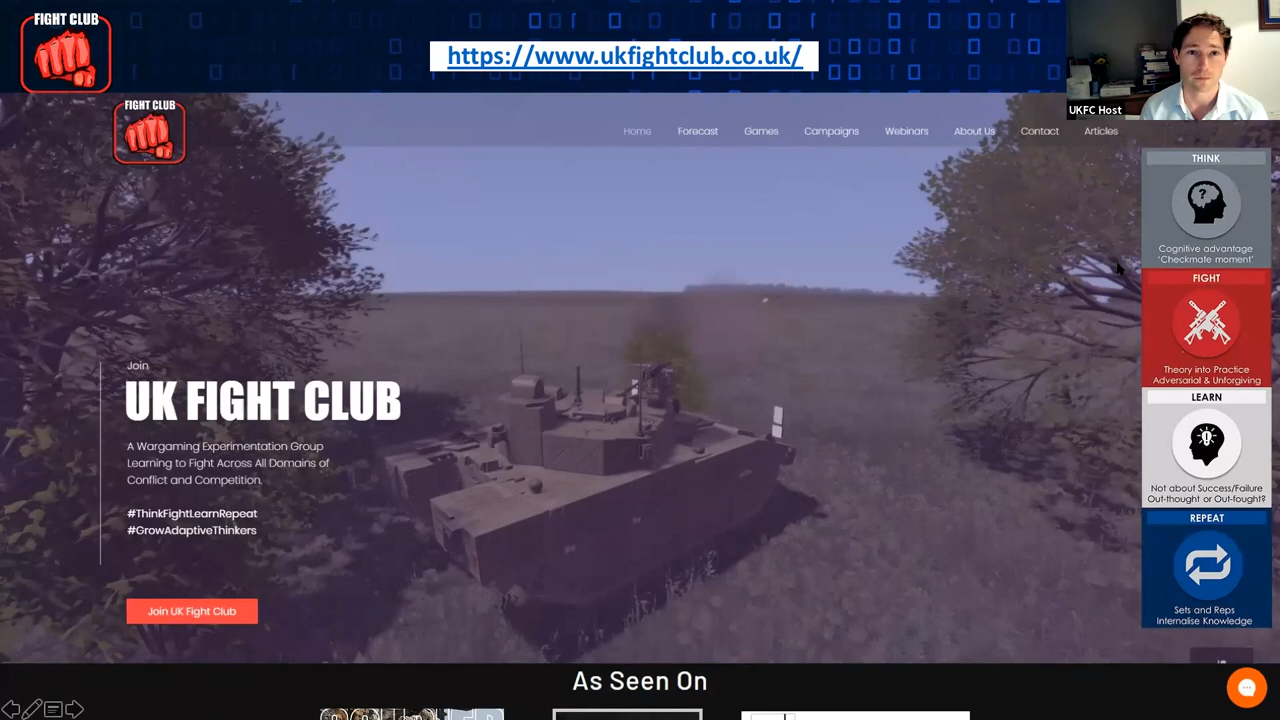 FIGHT CLUB
https://www.ukfightclub.co.uk/
UKFC Host
FIGHT CLUB
Home Forecast Games Campaigns Webinars About Us Contact Articles
THINK
?
Cognitive advantage
'Checkmate moment'
FIGHT
Theory into Practice
Adversarial & Unforgiving
LEARN
!
Not about Success/Failure
Out-thought or Out-fought?
REPEAT
Sets and Reps
Internalise Knowledge
Join
UK FIGHT CLUB
A Wargaming Experimentation Group
Learning to Fight Across All Domains of
Conflict and Competition.
#ThinkFightLearnRepeat
#GrowAdaptiveThinkers
Join UK Fight Club
As Seen On